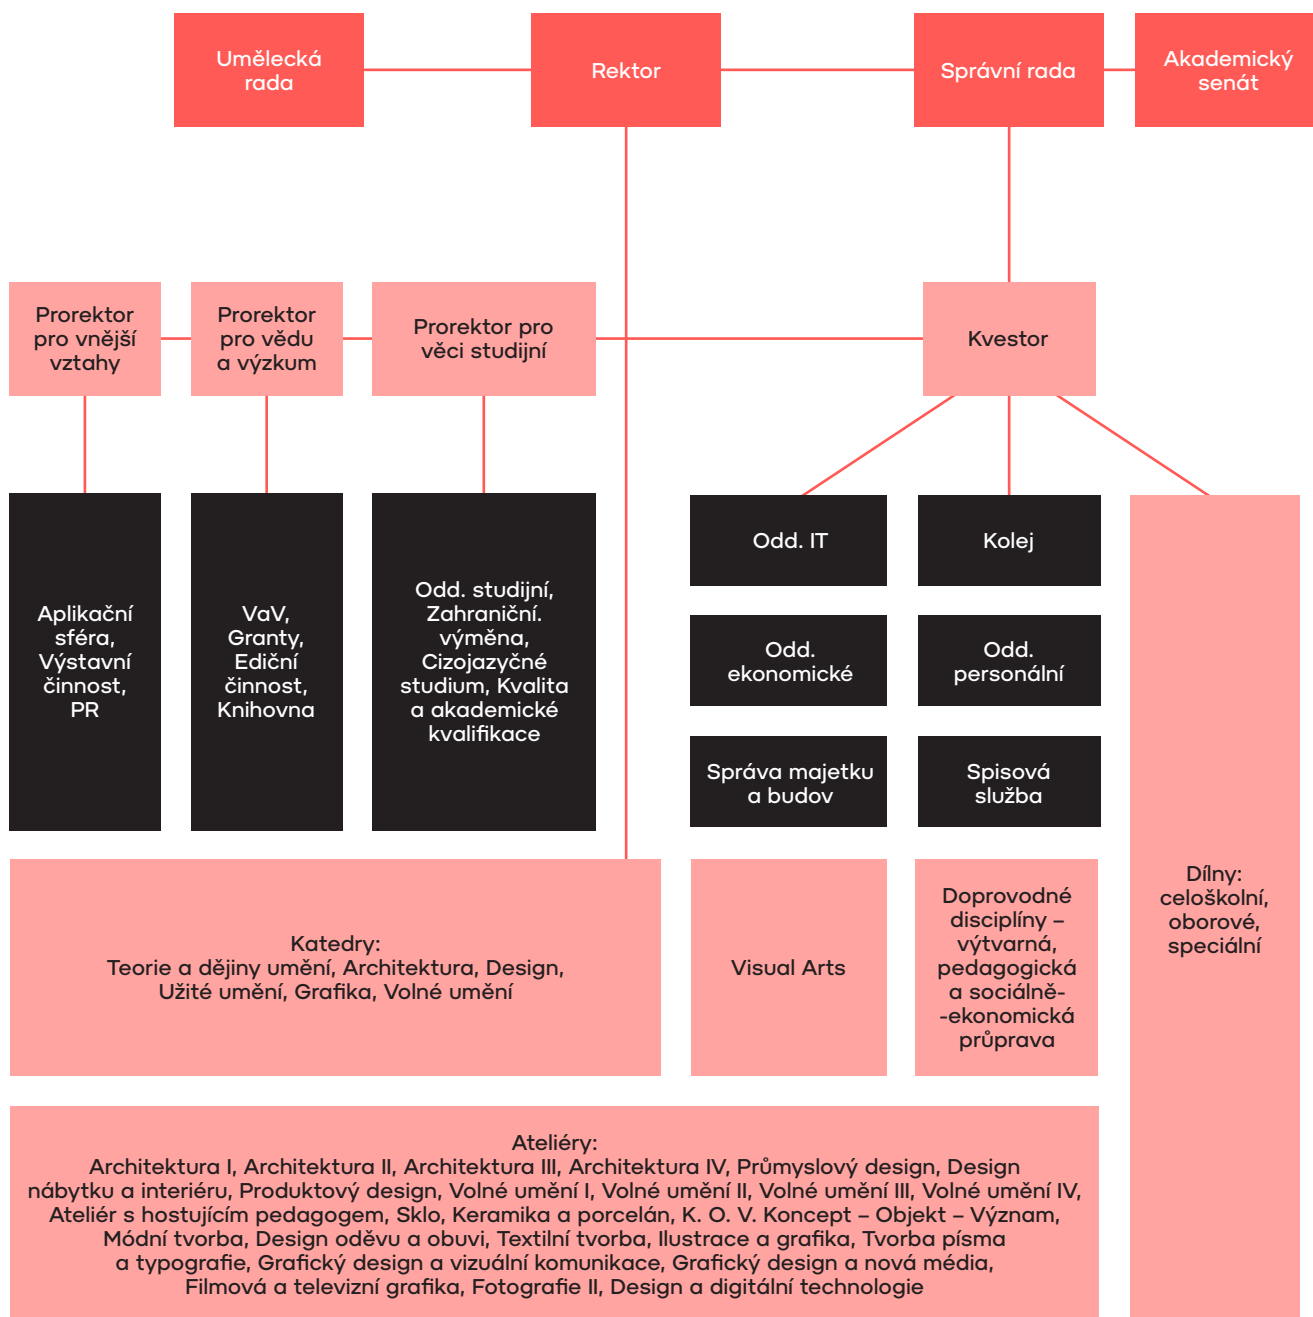 Umělecká
rada
Rektor
Správní rada
Akademický
senát
Prorektor
pro vnější
vztahy
Prorektor
pro vědu
a výzkum
Prorektor pro
věci studijní
Kvestor
Aplikační
sféra,
Výstavní
činnost,
PR
VaV,
Granty,
Ediční
činnost,
Knihovna
Odd. studijní,
Zahraniční.
výměna,
Cizojazyčné
studium, Kvalita
a akademické
kvalifikace
Odd. IT
Kolej
Odd.
ekonomické
Odd.
personální
Správa majetku
a budov
Spisová
služba
Katedry:
Teorie a dějiny umění, Architektura, Design,
Užité umění, Grafika, Volné umění
Visual Arts
Doprovodné
disciplíny –
výtvarná,
pedagogická
a sociálně-
-ekonomická
průprava
Dílny:
celoškolní,
oborové,
speciální
Ateliéry:
Architektura I, Architektura II, Architektura III, Architektura IV, Průmyslový design, Design
nábytku a interiéru, Produktový design, Volné umění I, Volné umění II, Volné umění III, Volné umění IV,
Ateliér s hostujícím pedagogem, Sklo, Keramika a porcelán, K. O. V. Koncept – Objekt – Význam,
Módní tvorba, Design oděvu a obuvi, Textilní tvorba, Ilustrace a grafika, Tvorba písma
a typografie, Grafický design a vizuální komunikace, Grafický design a nová média,
Filmová a televizní grafika, Fotografie II, Design a digitální technologie